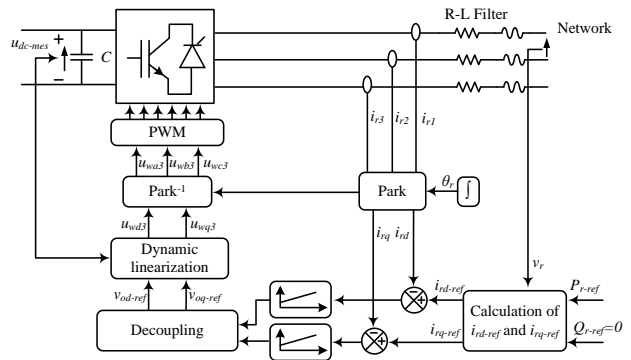 R-L Filter
Network
u_dc-mes
+
−
C
i_r3
i_r2
i_r1
PWM
u_wa3
u_wb3
u_wc3
Park⁻¹
Park
θ_r
∫
u_wd3
u_wq3
i_rq
i_rd
Dynamic
linearization
v_r
v_od-ref
v_oq-ref
i_rd-ref
P_r-ref
−
+
Calculation of
i_rd-ref and i_rq-ref
Decoupling
i_rq-ref
Q_r-ref=0
−
+